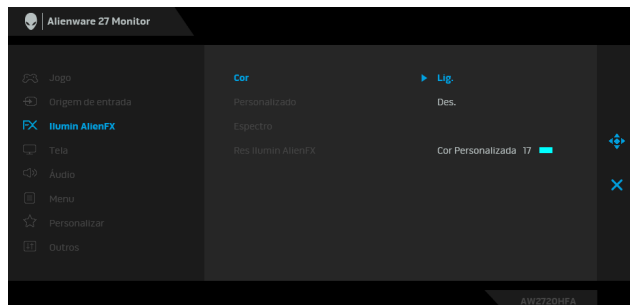 Alienware 27 Monitor
Jogo
Origem de entrada
FX Ilumin AlienFX
Tela
Áudio
Menu
Personalizar
Outros
Cor
Personalizado
Espectro
Res Ilumin AlienFX
Lig.
Des.
Cor Personalizada 17
AW2720HFA